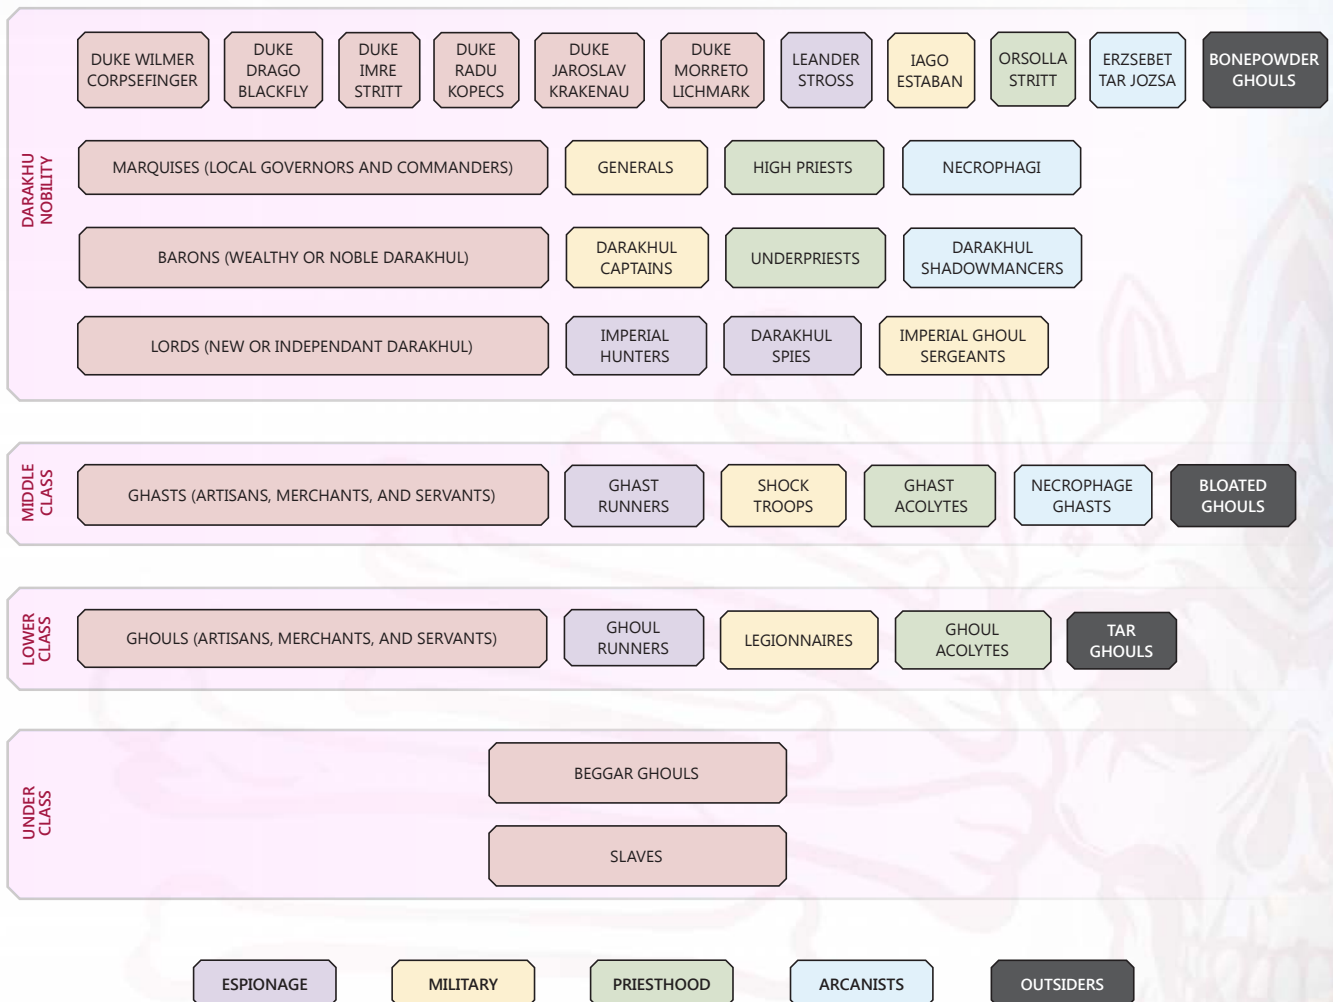 DARAKHU
NOBILITY
DUKE WILMER
CORPSEFINGER
DUKE
DRAGO
BLACKFLY
DUKE
IMRE
STRITT
DUKE
RADU
KOPECS
DUKE
JAROSLAV
KRAKENAU
DUKE
MORRETO
LICHMARK
LEANDER
STROSS
IAGO
ESTABAN
ORSOLLA
STRITT
ERZSEBET
TAR JOZSA
BONEPOWDER
GHOULS
MARQUISES (LOCAL GOVERNORS AND COMMANDERS)
GENERALS
HIGH PRIESTS
NECROPHAGI
BARONS (WEALTHY OR NOBLE DARAKHUL)
DARAKHUL
CAPTAINS
UNDERPRIESTS
DARAKHUL
SHADOWMANCERS
LORDS (NEW OR INDEPENDANT DARAKHUL)
IMPERIAL
HUNTERS
DARAKHUL
SPIES
IMPERIAL GHOUL
SERGEANTS
MIDDLE
CLASS
GHASTS (ARTISANS, MERCHANTS, AND SERVANTS)
GHAST
RUNNERS
SHOCK
TROOPS
GHAST
ACOLYTES
NECROPHAGE
GHASTS
BLOATED
GHOULS
LOWER
CLASS
GHOULS (ARTISANS, MERCHANTS, AND SERVANTS)
GHOUL
RUNNERS
LEGIONNAIRES
GHOUL
ACOLYTES
TAR
GHOULS
UNDER
CLASS
BEGGAR GHOULS
SLAVES
ESPIONAGE
MILITARY
PRIESTHOOD
ARCANISTS
OUTSIDERS